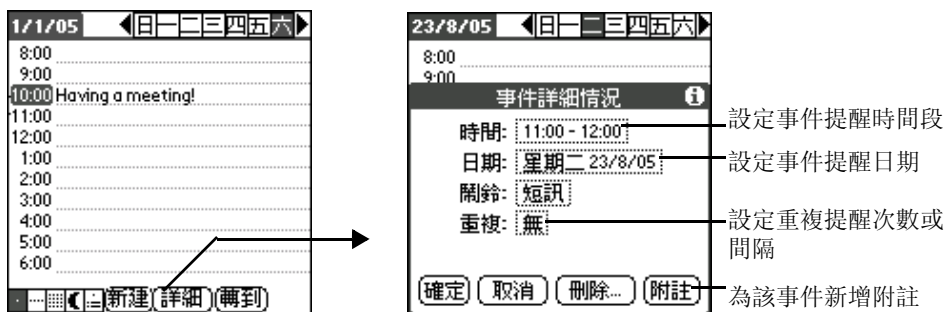 1/1/05 日一二三四五六
8:00
9:00
10:00 Having a meeting!
11:00
12:00
1:00
2:00
3:00
4:00
5:00
6:00
新建 詳細 轉到
23/8/05 日一二三四五六
8:00
9:00
事件詳細情況
時間: 11:00 - 12:00
日期: 星期二 23/8/05
鬧鈴: 短訊
重複: 無
確定 取消 刪除... 附註
設定事件提醒時間段
設定事件提醒日期
設定重複提醒次數或
間隔
為該事件新增附註